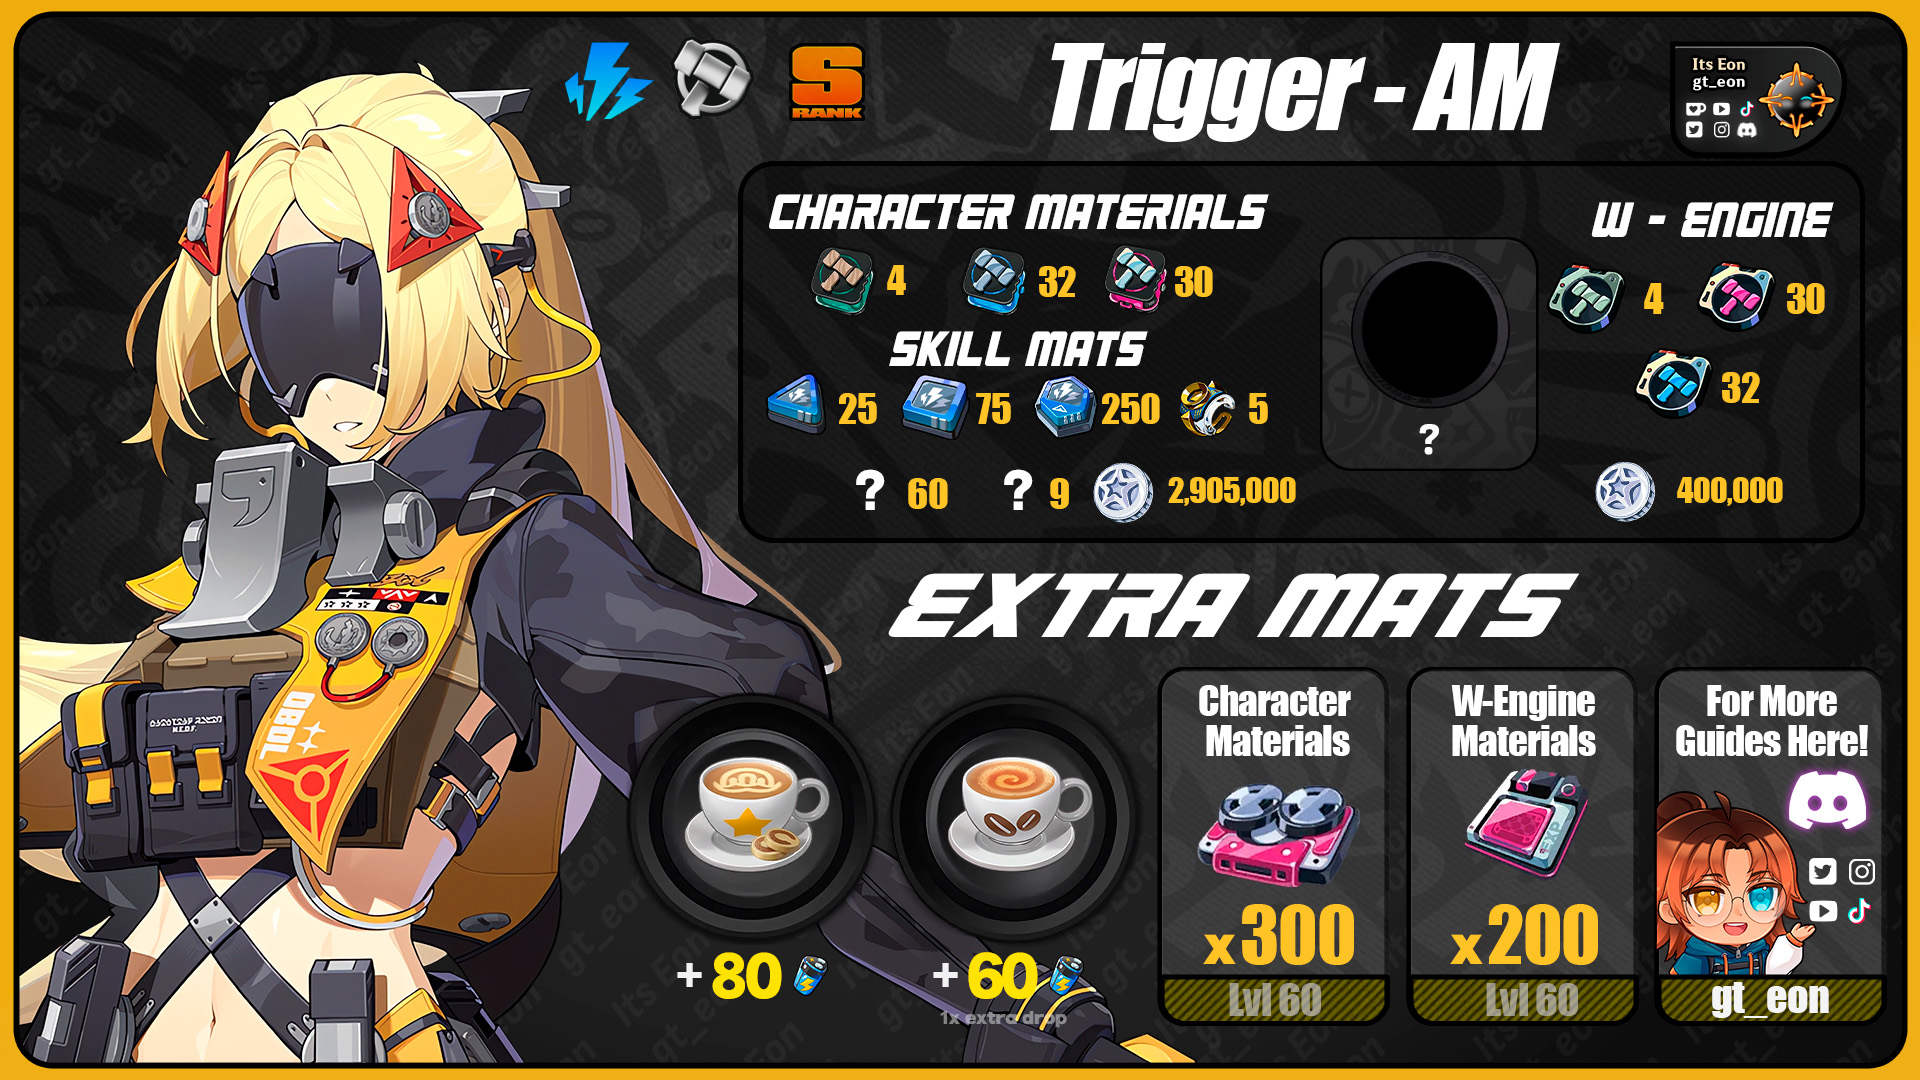 S
RANK
Trigger - AM
Its Eon
gt_eon
CHARACTER MATERIALS
4
32
30
SKILL MATS
25
75
250
5
? 60
? 9
2,905,000
?
W - ENGINE
4
30
32
400,000
EXTRA MATS
OBOL
N.E.D.F.
+80
+60
1x extra drop
Character
Materials
x300
Lvl 60
W-Engine
Materials
EXP
x200
Lvl 60
For More
Guides Here!
gt_eon